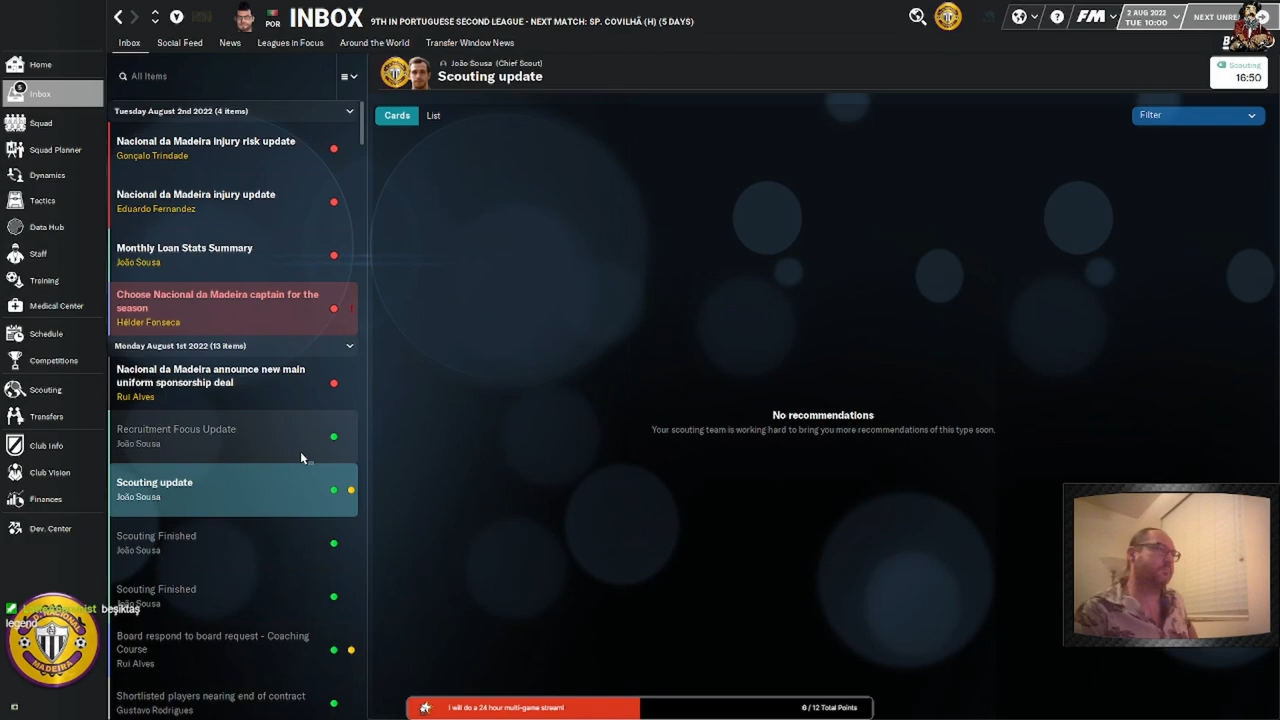 POR
INBOX
9TH IN PORTUGUESE SECOND LEAGUE - NEXT MATCH: SP. COVILHÃ (H) (5 DAYS)
FM
2 AUG 2022
TUE 10:00
NEXT UNRE
Inbox
Social Feed
News
Leagues in Focus
Around the World
Transfer Window News
Home
Inbox
5
Squad
Squad Planner
Dynamics
Tactics
Data Hub
Staff
Training
Medical Center
Schedule
Competitions
Scouting
Transfers
Club Info
Club Vision
Finances
Dev. Center
All Items
Tuesday August 2nd 2022 (4 items)
Nacional da Madeira injury risk update
Gonçalo Trindade
Nacional da Madeira injury update
Eduardo Fernandez
Monthly Loan Stats Summary
João Sousa
Choose Nacional da Madeira captain for the
season
Hélder Fonseca
Monday August 1st 2022 (13 items)
Nacional da Madeira announce new main
uniform sponsorship deal
Rui Alves
Recruitment Focus Update
João Sousa
Scouting update
João Sousa
Scouting Finished
João Sousa
Scouting Finished
João Sousa
Board respond to board request - Coaching
Course
Rui Alves
Shortlisted players nearing end of contract
Gustavo Rodrigues
João Sousa (Chief Scout)
Scouting update
Scouting
16:50
Cards
List
Filter
No recommendations
Your scouting team is working hard to bring you more recommendations of this type soon.
beşiktaş
legend
NACIONAL
MADEIRA
I will do a 24 hour multi-game stream!
6 / 12 Total Points